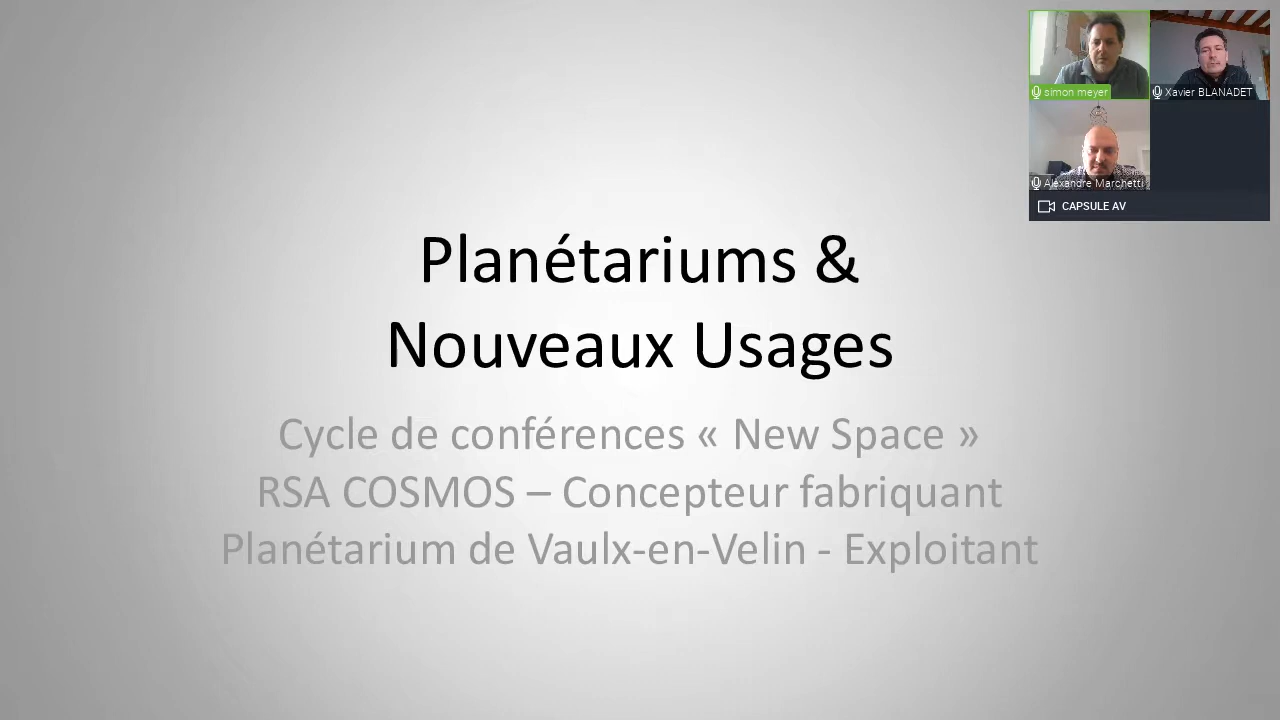 simon meyer
Xavier BLANADET
Alexandre Marchetti
CAPSULE AV
Planétariums &
Nouveaux Usages
Cycle de conférences « New Space »
RSA COSMOS – Concepteur fabriquant
Planétarium de Vaulx-en-Velin - Exploitant